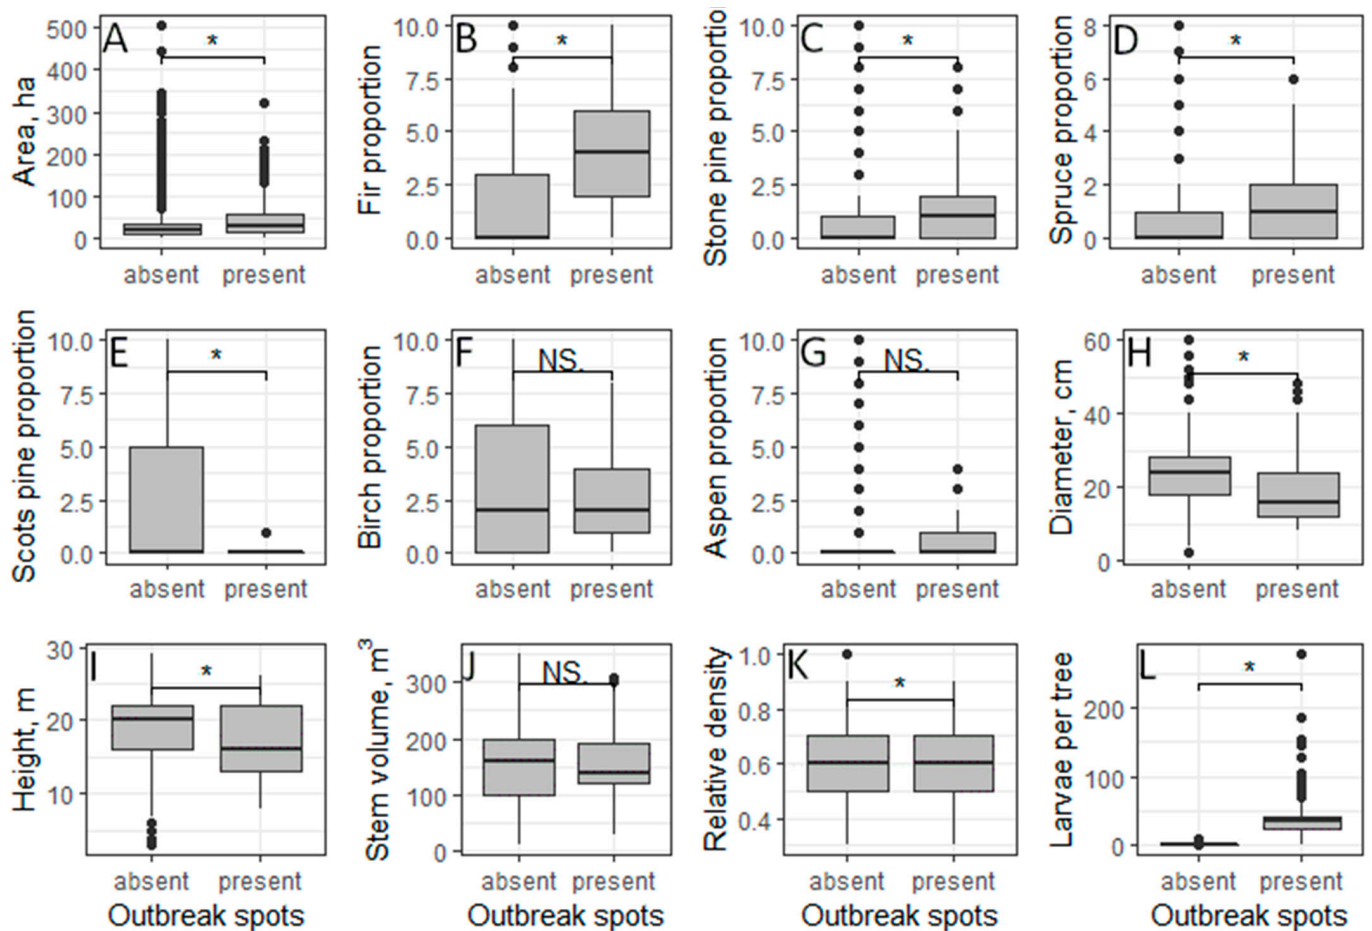 A
Area, ha
500
400
300
200
100
0
*
absent present
B
Fir proportion
10.0
7.5
5.0
2.5
0.0
*
absent present
C
Stone pine proportio
10.0
7.5
5.0
2.5
0.0
*
absent present
D
Spruce proportion
8
6
4
2
0
*
absent present
E
Scots pine proportion
10.0
7.5
5.0
2.5
0.0
*
absent present
F
Birch proportion
10.0
7.5
5.0
2.5
0.0
NS.
absent present
G
Aspen proportion
10.0
7.5
5.0
2.5
0.0
NS.
absent present
H
Diameter, cm
60
40
20
0
*
absent present
I
Height, m
30
20
10
*
absent present
Outbreak spots
J
Stem volume, m³
300
200
100
0
NS.
absent present
Outbreak spots
K
Relative density
1.0
0.8
0.6
0.4
*
absent present
Outbreak spots
L
Larvae per tree
200
100
0
*
absent present
Outbreak spots